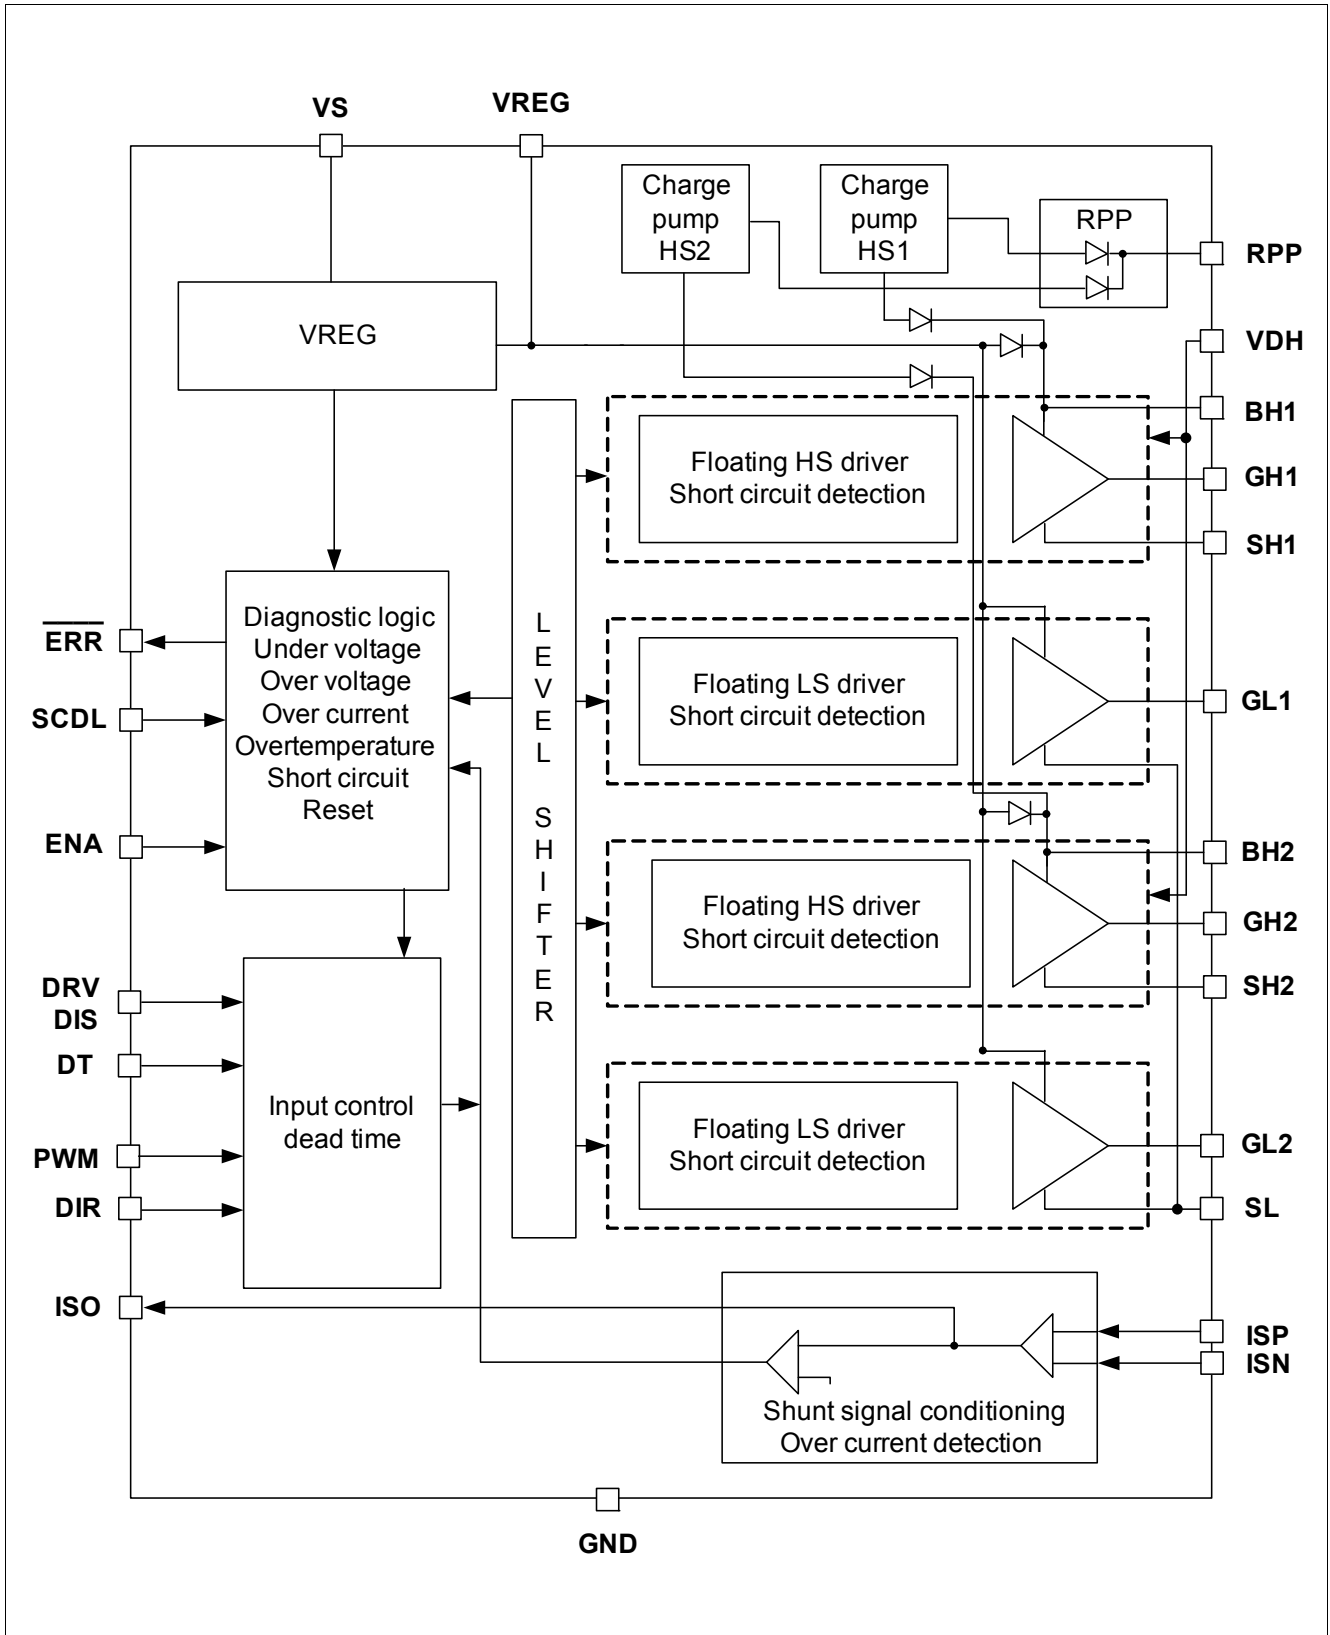 VS
VREG
Charge
pump
HS2
Charge
pump
HS1
RPP
RPP
VREG
VDH
BH1
Floating HS driver
Short circuit detection
GH1
SH1
ERR
SCDL
ENA
Diagnostic logic
Under voltage
Over voltage
Over current
Overtemperature
Short circuit
Reset
L
E
V
E
L
S
H
I
F
T
E
R
Floating LS driver
Short circuit detection
GL1
BH2
Floating HS driver
Short circuit detection
GH2
SH2
DRV
DIS
DT
PWM
DIR
Input control
dead time
Floating LS driver
Short circuit detection
GL2
SL
ISO
ISP
ISN
Shunt signal conditioning
Over current detection
GND